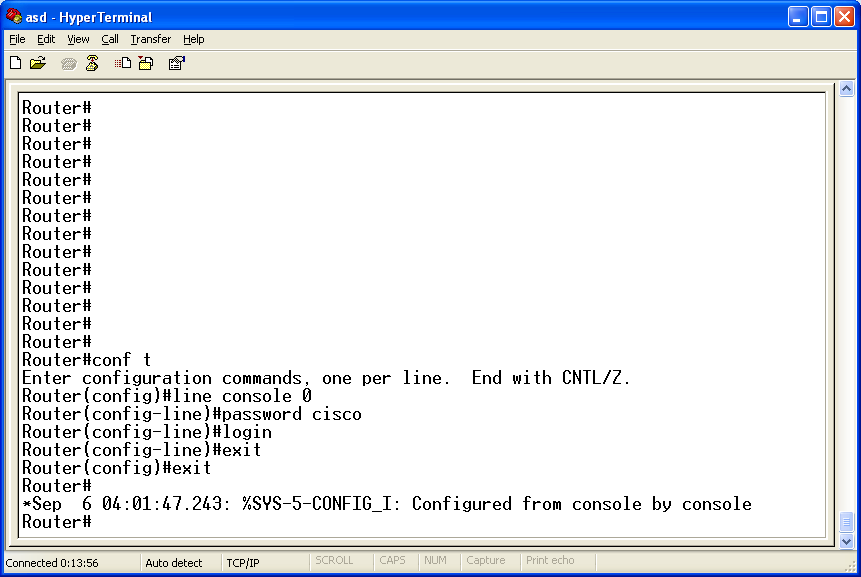 asd - HyperTerminal
File Edit View Call Transfer Help
Router#
Router#
Router#
Router#
Router#
Router#
Router#
Router#
Router#
Router#
Router#
Router#
Router#
Router#
Router#conf t
Enter configuration commands, one per line.  End with CNTL/Z.
Router(config)#line console 0
Router(config-line)#password cisco
Router(config-line)#login
Router(config-line)#exit
Router(config)#exit
Router#
*Sep  6 04:01:47.243: %SYS-5-CONFIG_I: Configured from console by console
Router#
Connected 0:13:56 Auto detect TCP/IP SCROLL CAPS NUM Capture Print echo